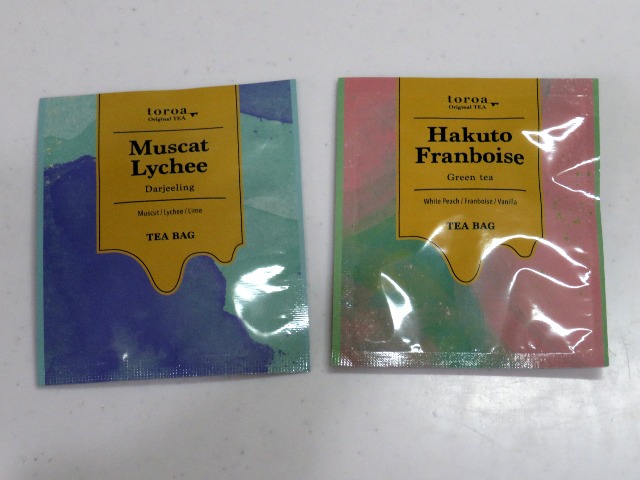 toroa
Original TEA
Muscat
Lychee
Darjeeling
Muscut / Lychee / Lime
TEA BAG
toroa
Original TEA
Hakuto
Franboise
Green tea
White Peach / Franboise / Vanilla
TEA BAG